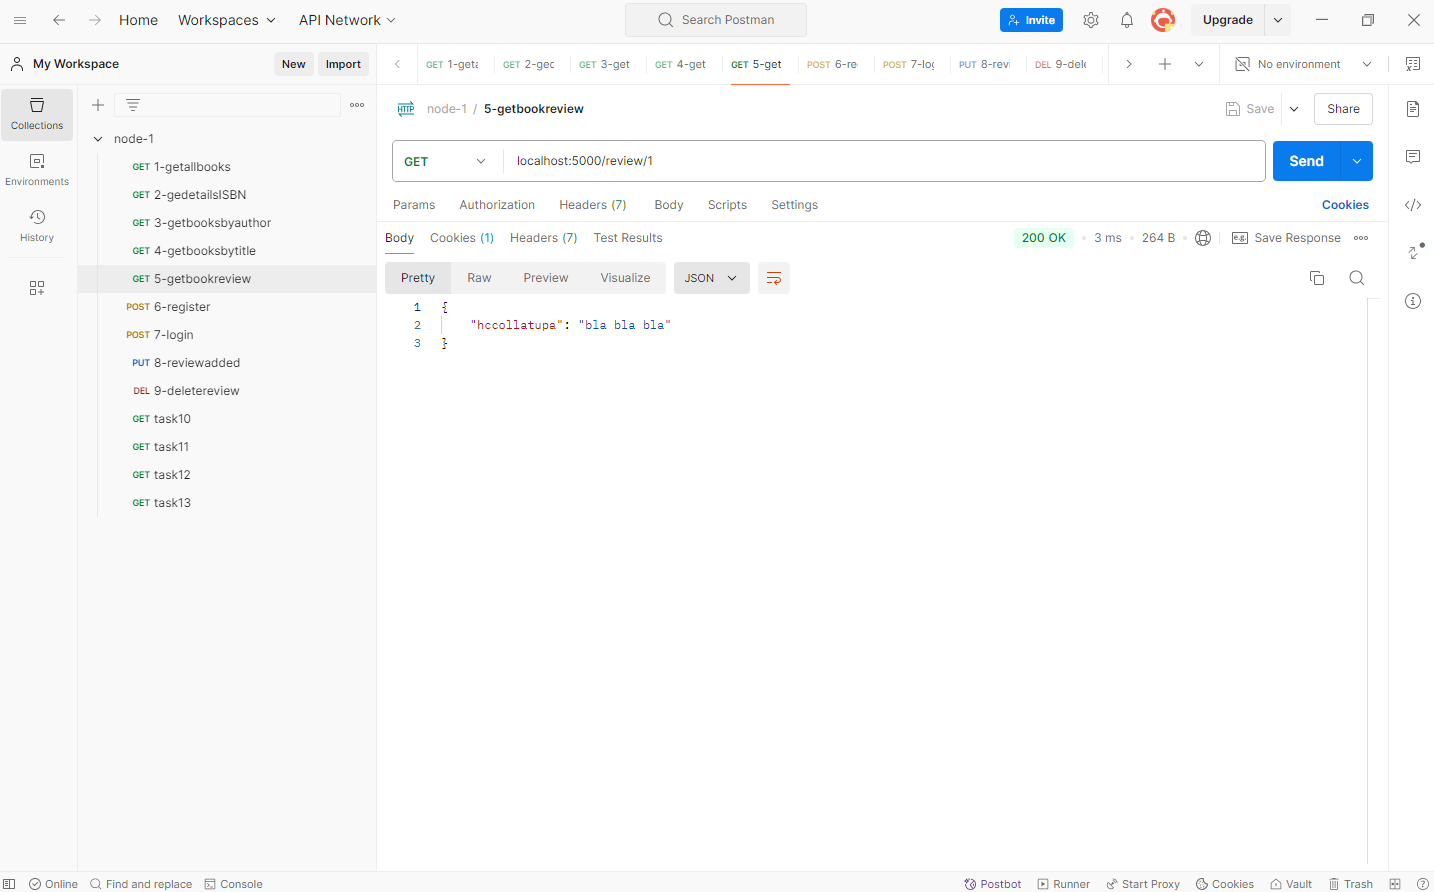 Home Workspaces API Network Search Postman Invite Upgrade
My Workspace New Import GET 1-geta GET 2-gec GET 3-get GET 4-get GET 5-get POST 6-re POST 7-log PUT 8-revi DEL 9-dele No environment
Collections
Environments
History
node-1
GET 1-getallbooks
GET 2-gedetailsISBN
GET 3-getbooksbyauthor
GET 4-getbooksbytitle
GET 5-getbookreview
POST 6-register
POST 7-login
PUT 8-reviewadded
DEL 9-deletereview
GET task10
GET task11
GET task12
GET task13
HTTP node-1 / 5-getbookreview Save Share
GET localhost:5000/review/1 Send
Params Authorization Headers (7) Body Scripts Settings Cookies
Body Cookies (1) Headers (7) Test Results 200 OK • 3 ms • 264 B • e.g. Save Response
Pretty Raw Preview Visualize JSON
1 {
2 "hccollatupa": "bla bla bla"
3 }
Online Find and replace Console Postbot Runner Start Proxy Cookies Vault Trash